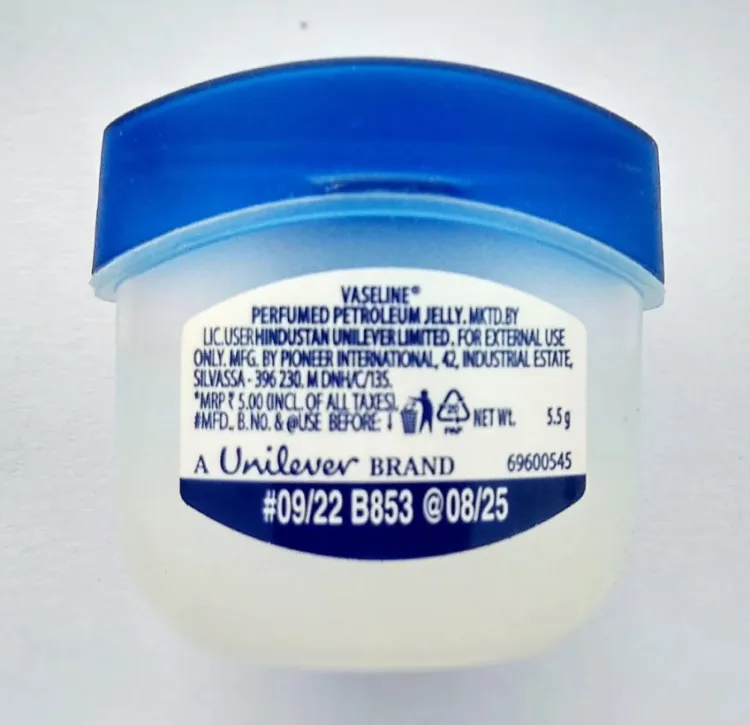 VASELINE®
PERFUMED PETROLEUM JELLY. MKTD.BY
LIC.USER HINDUSTAN UNILEVER LIMITED. FOR EXTERNAL USE
ONLY. MFG. BY PIONEER INTERNATIONAL, 42, INDUSTRIAL ESTATE,
SILVASSA - 396 230. M DNH/C/135.
*MRP ₹ 5.00 (INCL. OF ALL TAXES).
#MFD., B.NO. & @USE BEFORE: ↓ NET Wt. 5.5 g
A Unilever BRAND 69600545
#09/22 B853 @08/25